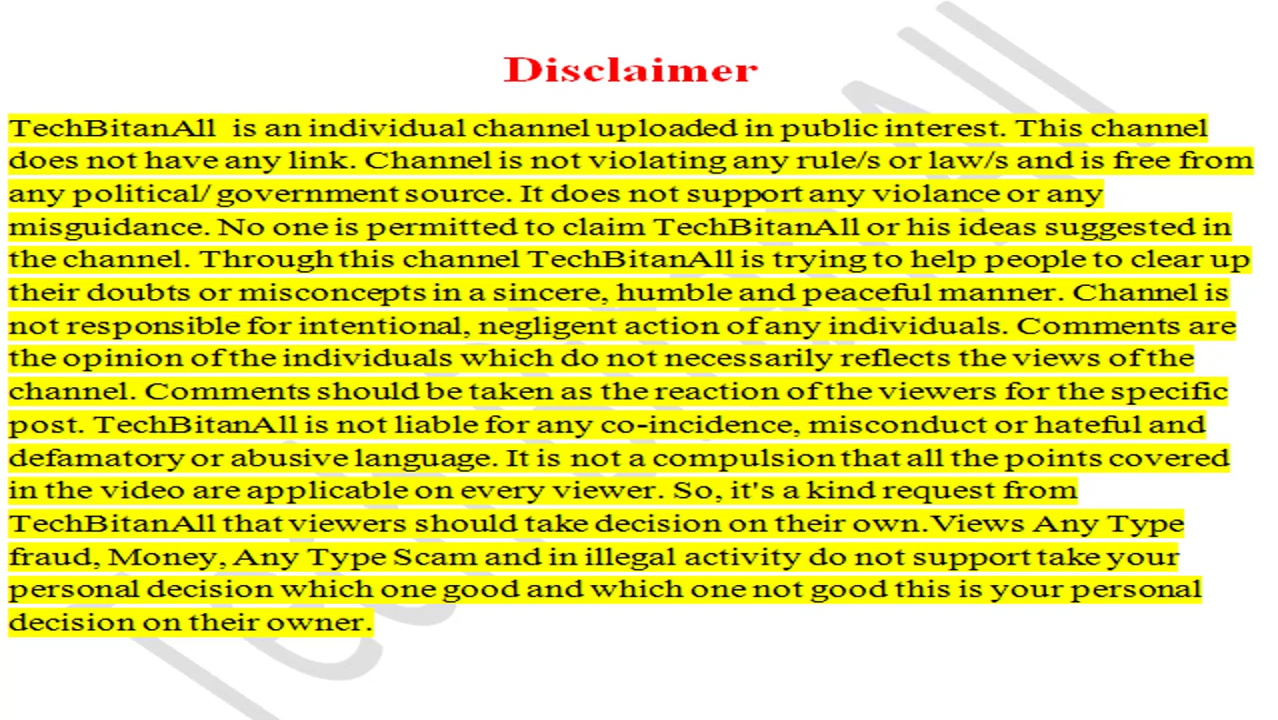 Disclaimer
TechBitanAll is an individual channel uploaded in public interest. This channel
does not have any link. Channel is not violating any rule/s or law/s and is free from
any political/ government source. It does not support any violance or any
misguidance. No one is permitted to claim TechBitanAll or his ideas suggested in
the channel. Through this channel TechBitanAll is trying to help people to clear up
their doubts or misconcepts in a sincere, humble and peaceful manner. Channel is
not responsible for intentional, negligent action of any individuals. Comments are
the opinion of the individuals which do not necessarily reflects the views of the
channel. Comments should be taken as the reaction of the viewers for the specific
post. TechBitanAll is not liable for any co-incidence, misconduct or hateful and
defamatory or abusive language. It is not a compulsion that all the points covered
in the video are applicable on every viewer. So, it's a kind request from
TechBitanAll that viewers should take decision on their own.Views Any Type
fraud, Money, Any Type Scam and in illegal activity do not support take your
personal decision which one good and which one not good this is your personal
decision on their owner.